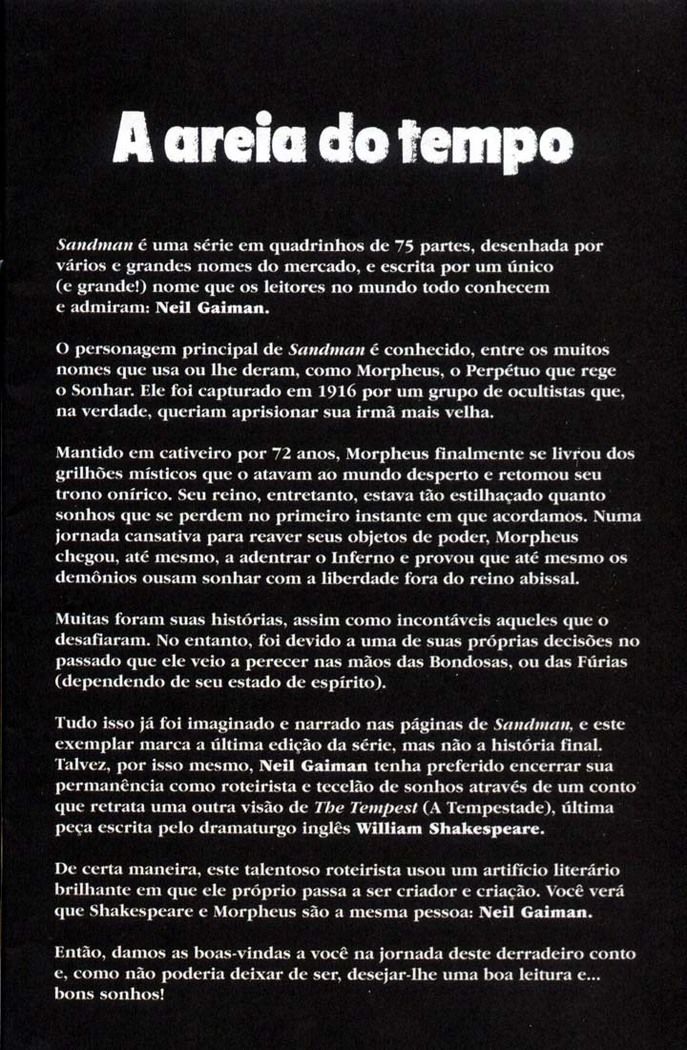 A areia do tempo
Sandman é uma série em quadrinhos de 75 partes, desenhada por
vários e grandes nomes do mercado, e escrita por um único
(e grande!) nome que os leitores no mundo todo conhecem
e admiram: Neil Gaiman.
O personagem principal de Sandman é conhecido, entre os muitos
nomes que usa ou lhe deram, como Morpheus, o Perpétuo que rege
o Sonhar. Ele foi capturado em 1916 por um grupo de ocultistas que,
na verdade, queriam aprisionar sua irmã mais velha.
Mantido em cativeiro por 72 anos, Morpheus finalmente se livrou dos
grilhões místicos que o atavam ao mundo desperto e retomou seu
trono onírico. Seu reino, entretanto, estava tão estilhaçado quanto
sonhos que se perdem no primeiro instante em que acordamos. Numa
jornada cansativa para reaver seus objetos de poder, Morpheus
chegou, até mesmo, a adentrar o Inferno e provou que até mesmo os
demônios ousam sonhar com a liberdade fora do reino abissal.
Muitas foram suas histórias, assim como incontáveis aqueles que o
desafiaram. No entanto, foi devido a uma de suas próprias decisões no
passado que ele veio a perecer nas mãos das Bondosas, ou das Fúrias
(dependendo de seu estado de espírito).
Tudo isso já foi imaginado e narrado nas páginas de Sandman, e este
exemplar marca a última edição da série, mas não a história final.
Talvez, por isso mesmo, Neil Gaiman tenha preferido encerrar sua
permanência como roteirista e tecelão de sonhos através de um conto
que retrata uma outra visão de The Tempest (A Tempestade), última
peça escrita pelo dramaturgo inglês William Shakespeare.
De certa maneira, este talentoso roteirista usou um artifício literário
brilhante em que ele próprio passa a ser criador e criação. Você verá
que Shakespeare e Morpheus são a mesma pessoa: Neil Gaiman.
Então, damos as boas-vindas a você na jornada deste derradeiro conto
e, como não poderia deixar de ser, desejar-lhe uma boa leitura e...
bons sonhos!